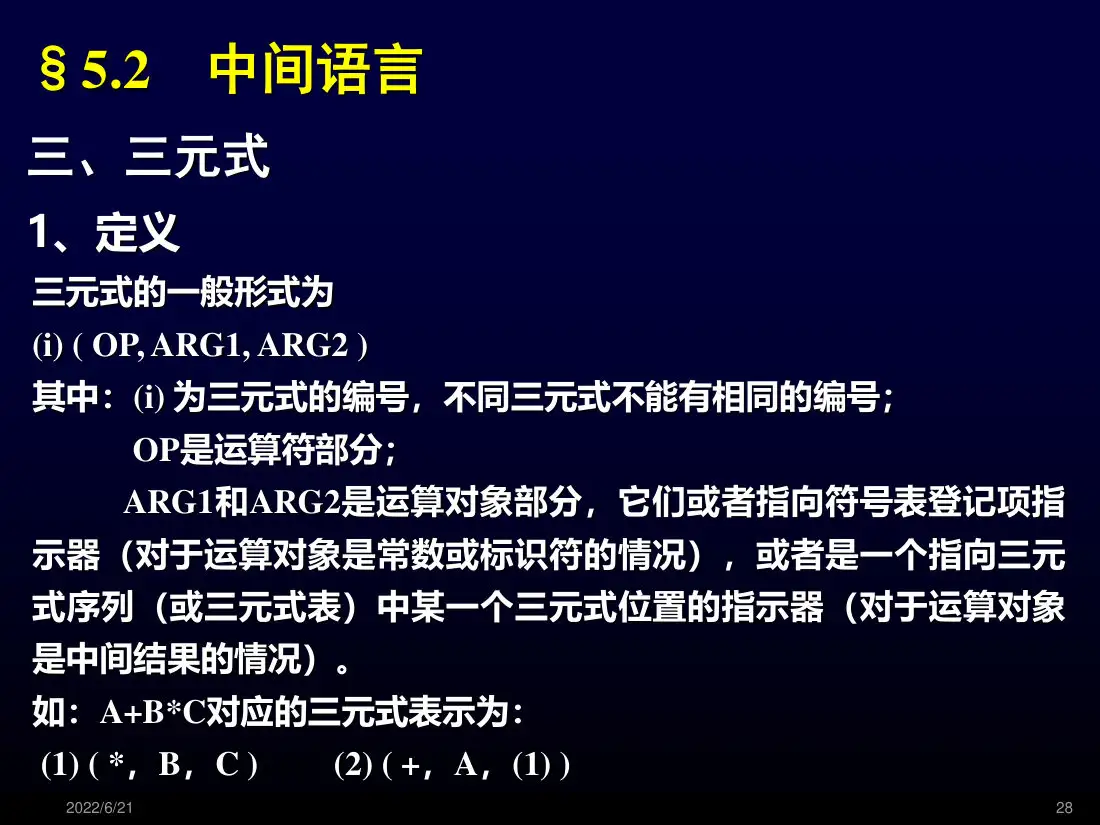 §5.2 中间语言
三、三元式
1、定义
三元式的一般形式为
(i) ( OP, ARG1, ARG2 )
其中：(i) 为三元式的编号，不同三元式不能有相同的编号；
OP是运算符部分；
ARG1和ARG2是运算对象部分，它们或者指向符号表登记项指
示器（对于运算对象是常数或标识符的情况），或者是一个指向三元
式序列（或三元式表）中某一个三元式位置的指示器（对于运算对象
是中间结果的情况）。
如：A+B*C对应的三元式表示为：
(1) ( *，B，C ) (2) ( +，A，(1) )
2022/6/21 28